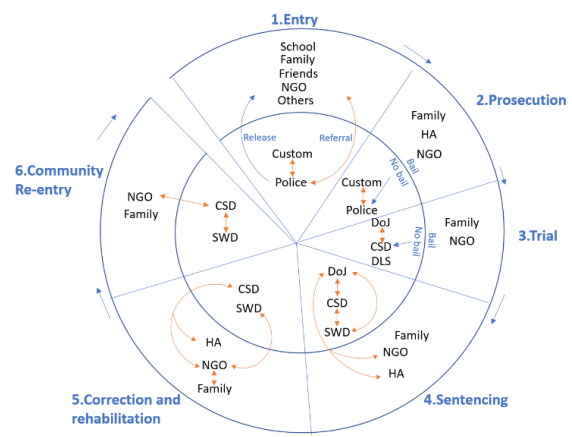 1.Entry
School
Family
Friends
NGO
Others
Release
Referral
Custom
Police
2.Prosecution
Family
HA
NGO
Bail
No bail
Custom
Police
3.Trial
Family
NGO
Bail
No bail
DoJ
CSD
DLS
4.Sentencing
DoJ
CSD
SWD
Family
NGO
HA
5.Correction and
rehabilitation
CSD
SWD
HA
NGO
Family
6.Community
Re-entry
NGO
Family
CSD
SWD